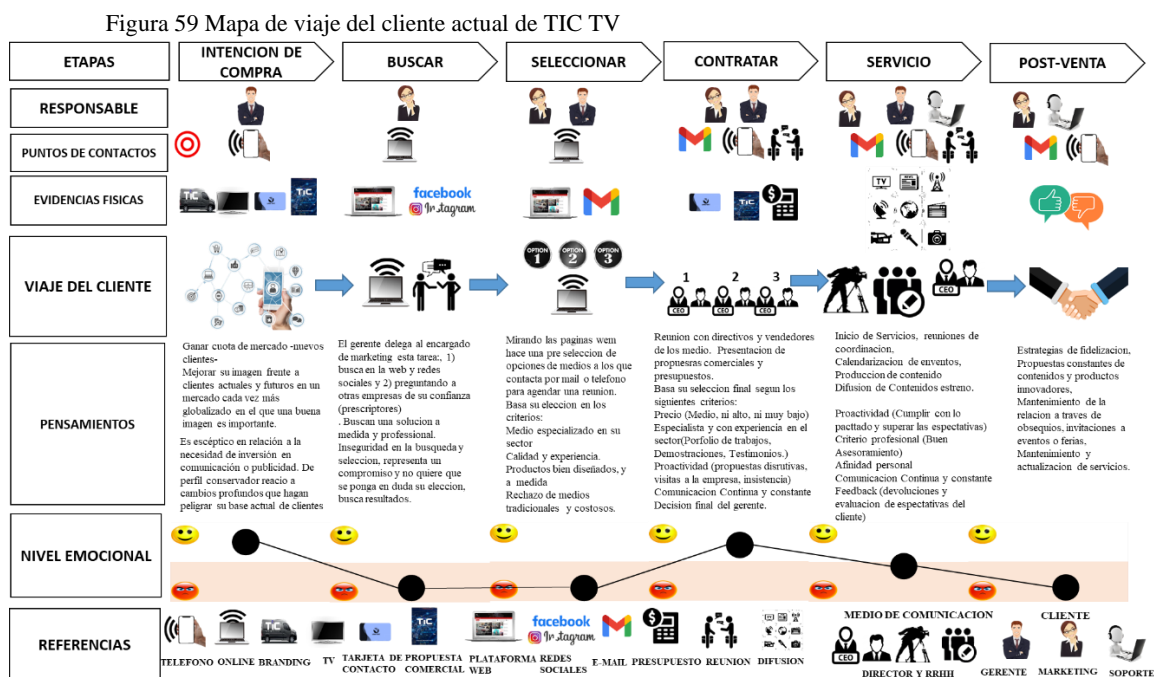 Figura 59 Mapa de viaje del cliente actual de TIC TV
ETAPAS
INTENCION DE
COMPRA
BUSCAR
SELECCIONAR
CONTRATAR
SERVICIO
POST-VENTA
RESPONSABLE
PUNTOS DE CONTACTOS
EVIDENCIAS FISICAS
TiC
TiC
facebook
Instagram
TiC
TV
VIAJE DEL CLIENTE
OPTION
1
OPTION
2
OPTION
3
1
2
3
CEO
CEO
CEO
CEO
PENSAMIENTOS
Ganar cuota de mercado -nuevos
clientes-
Mejorar su imagen frente a
clientes actuales y futuros en un
mercado cada vez más
globalizado en el que una buena
imagen es importante.
Es escéptico en relación a la
necesidad de inversión en
comunicación o publicidad. De
perfil conservador reacio a
cambios profundos que hagan
peligrar su base actual de clientes
El gerente delega al encargado
de marketing esta tarea:, 1)
busca en la web y redes
sociales y 2) preguntando a
otras empresas de su confianza
(prescriptores)
. Buscan una solucion a
medida y professional.
Inseguridad en la busqueda y
seleccion, representa un
compromiso y no quiere que
se ponga en duda su eleccion,
busca resultados.
Mirando las paginas wem
hace una pre seleccion de
opciones de medios a los que
contacta por mail o telefono
para agendar una reunion.
Basa su eleccion en los
criterios:
Medio especializado en su
sector
Calidad y experiencia.
Productos bien diseñados, y
a medida
Rechazo de medios
tradicionales y costosos.
Reunion con directivos y vendedores
de los medio. Presentacion de
propuesras comerciales y
presupuestos.
Basa su seleccion final segun los
siguientes criterios:
Precio (Medio, ni alto, ni muy bajo)
Especialista y con experiencia en el
sector(Porfolio de trabajos,
Demostraciones, Testimonios.)
Proactividad (propuestas disrutivas,
visitas a la empresa, insistencia)
Comunicacion Continua y constante
Decision final del gerente.
Inicio de Servicios, reuniones de
coordinacion,
Calendarizacion de enventos,
Produccion de contenido
Difusion de Contenidos estreno.
Proactividad (Cumplir con lo
pacttado y superar las espectativas)
Criterio profesional (Buen
Asesoramiento)
Afinidad personal
Comunicacion Continua y constante
Feedback (devoluciones y
evaluacion de espectativas del
cliente)
Estrategias de fidelizacion,
Propuestas constantes de
contenidos y productos
innovadores,
Mantenimiento de la
relacion a traves de
obsequios, invitaciones a
eventos o ferias,
Mantenimiento y
actualizacion de servicios.
NIVEL EMOCIONAL
REFERENCIAS
TiC
TiC
facebook
Instagram
TELEFONO
ONLINE
BRANDING
TV
TARJETA DE
CONTACTO
PROPUESTA
COMERCIAL
PLATAFORMA
WEB
REDES
SOCIALES
E-MAIL
PRESUPUESTO
REUNION
DIFUSION
MEDIO DE COMUNICACION
CEO
DIRECTOR Y RRHH
CLIENTE
GERENTE
MARKETING
SOPORTE